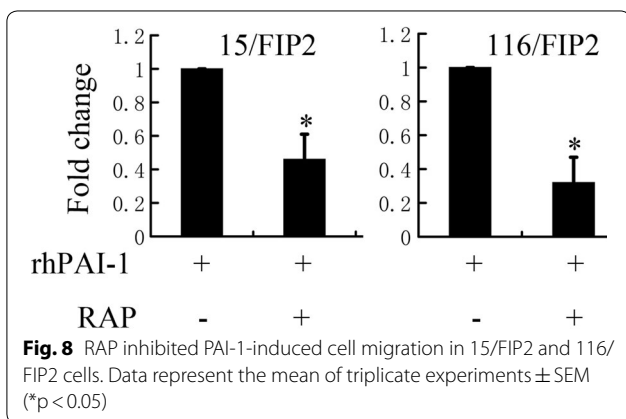 15/FIP2
116/FIP2
Fold change
1.2
1
0.8
0.6
0.4
0.2
0
*
1.2
1
0.8
0.6
0.4
0.2
0
*
rhPAI-1 + + + +
RAP - + - +
Fig. 8 RAP inhibited PAI-1-induced cell migration in 15/FIP2 and 116/
FIP2 cells. Data represent the mean of triplicate experiments ± SEM
(*p < 0.05)